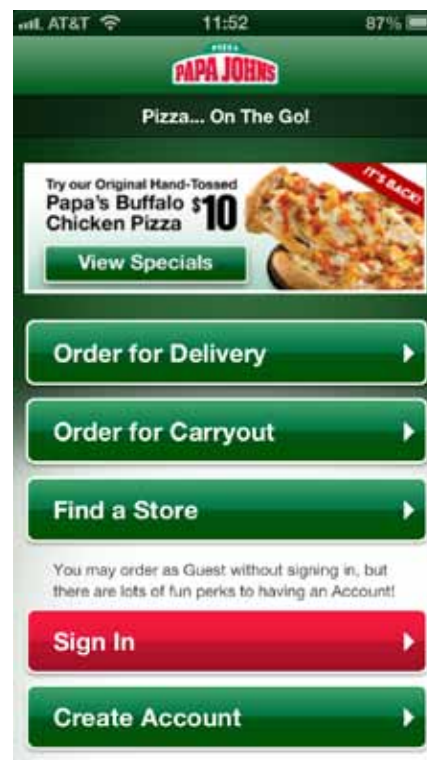 AT&T 11:52 87%
PIZZA
PAPA JOHNS
Pizza... On The Go!
IT'S BACK!
Try our Original Hand-Tossed
Papa's Buffalo $10
Chicken Pizza
View Specials
Order for Delivery
Order for Carryout
Find a Store
You may order as Guest without signing in, but
there are lots of fun perks to having an Account!
Sign In
Create Account